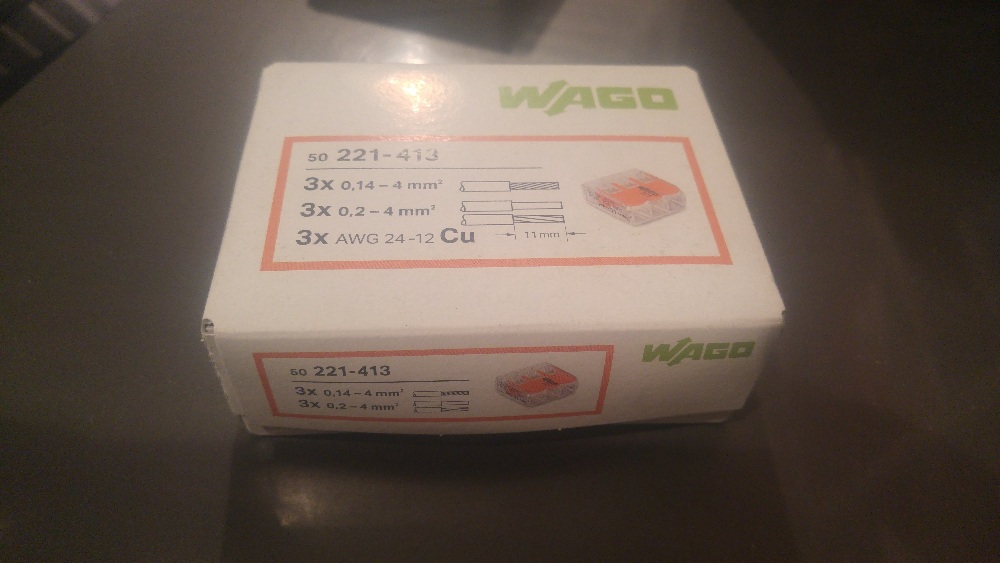 WAGO
50 221-413
3x 0,14 – 4 mm²
3x 0,2 – 4 mm²
3x AWG 24-12 Cu
11 mm
WAGO
50 221-413
3x 0,14 – 4 mm²
3x 0,2 – 4 mm²